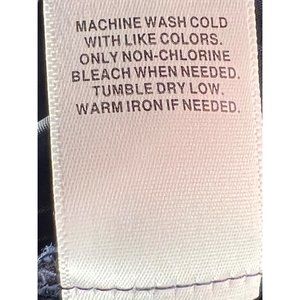 MACHINE WASH COLD
WITH LIKE COLORS.
ONLY NON-CHLORINE
BLEACH WHEN NEEDED.
TUMBLE DRY LOW.
WARM IRON IF NEEDED.